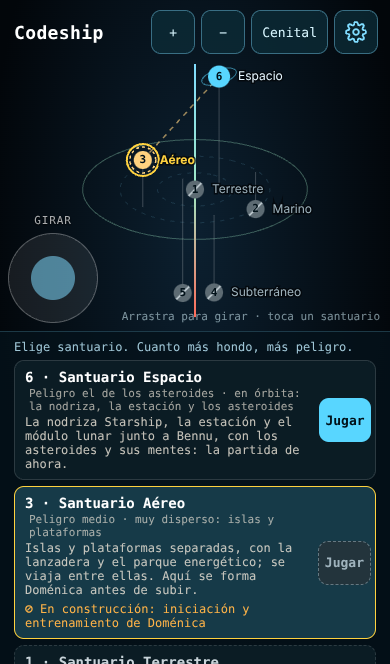 Codeship
+
−
Cenital
6
Espacio
3
Aéreo
1
Terrestre
2
Marino
GIRAR
5
4
Subterráneo
Arrastra para girar · toca un santuario
Elige santuario. Cuanto más hondo, más peligro.
6 · Santuario Espacio
Peligro el de los asteroides · en órbita:
la nodriza, la estación y los asteroides
La nodriza Starship, la estación y el
módulo lunar junto a Bennu, con los
asteroides y sus mentes: la partida de
ahora.
Jugar
3 · Santuario Aéreo
Peligro medio · muy disperso: islas y
plataformas
Islas y plataformas separadas, con la
lanzadera y el parque energético; se
viaja entre ellas. Aquí se forma
Doménica antes de subir.
⊘ En construcción: iniciación y
entrenamiento de Doménica
Jugar
1 · Santuario Terrestre